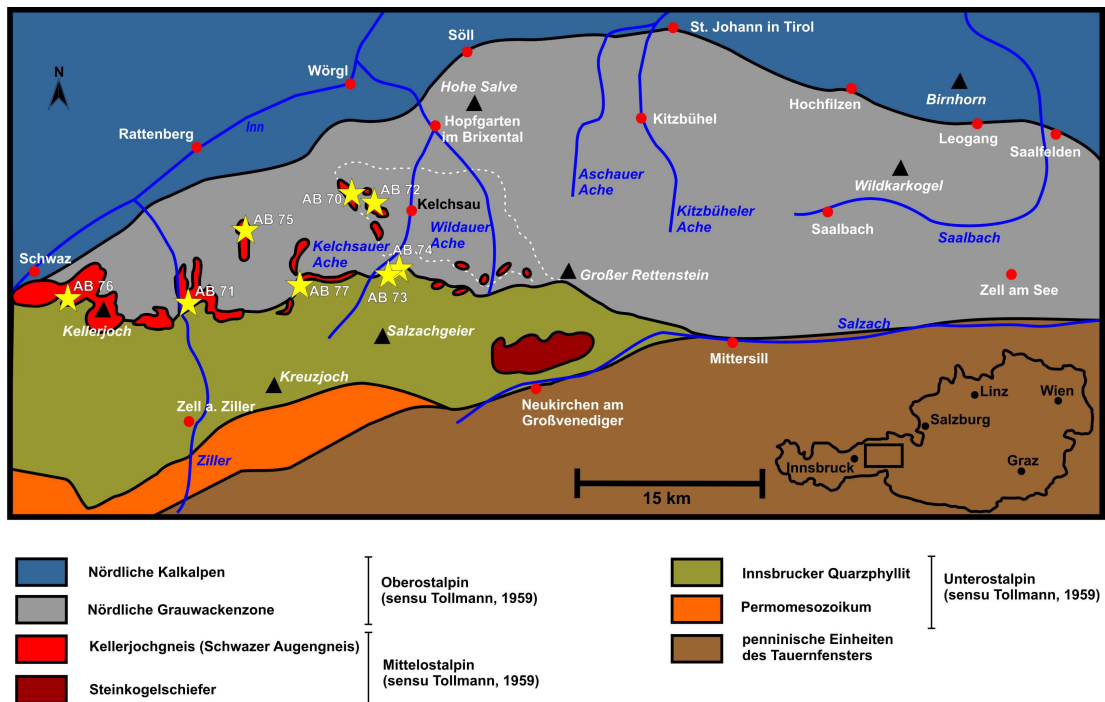 St. Johann in Tirol
Söll
N
Wörgl
Hohe Salve
Birnhorn
Hochfilzen
Inn
Rattenberg
Hopfgarten
im Brixental
Kitzbühel
Leogang
Saalfelden
Aschauer
Ache
Wildkarkogel
AB 70
AB 72
Kelchsau
Kitzbüheler
Ache
Saalbach
AB 75
Kelchsauer
Ache
Wildauer
Ache
Saalbach
AB 74
Schwaz
Großer Rettenstein
Zell am See
AB 76
AB 71
AB 77
AB 73
Kellerjoch
Salzachgeier
Salzach
Mittersill
Kreuzjoch
Zell a. Ziller
Neukirchen am
Großvenediger
Linz
Wien
Salzburg
Innsbruck
Graz
Ziller
15 km
Nördliche Kalkalpen
Nördliche Grauwackenzone
Oberostalpin
(sensu Tollmann, 1959)
Kellerjochgneis (Schwazer Augengneis)
Steinkogelschiefer
Mittelostalpin
(sensu Tollmann, 1959)
Innsbrucker Quarzphyllit
Permomesozoikum
Unterostalpin
(sensu Tollmann, 1959)
penninische Einheiten
des Tauernfensters